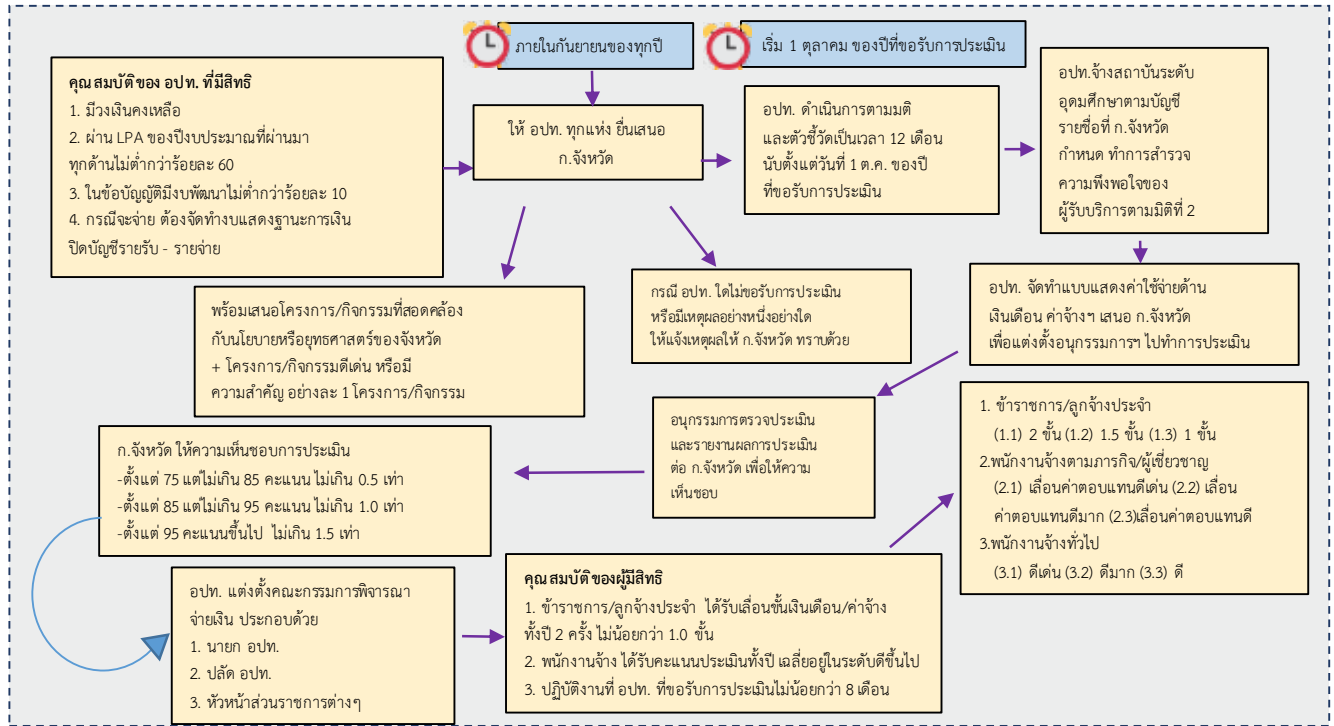 ภายในกันยายนของทุกปี
เริ่ม 1 ตุลาคม ของปีที่ขอรับการประเมิน
คุณสมบัติของ อปท. ที่มีสิทธิ
1. มีวงเงินคงเหลือ
2. ผ่าน LPA ของปีงบประมาณที่ผ่านมา
ทุกด้านไม่ต่ำกว่าร้อยละ 60
3. ในข้อบัญญัติมีงบพัฒนาไม่ต่ำกว่าร้อยละ 10
4. กรณีจะจ่าย ต้องจัดทำงบแสดงฐานะการเงิน
ปิดบัญชีรายรับ - รายจ่าย
ให้ อปท. ทุกแห่ง ยื่นเสนอ
ก.จังหวัด
อปท. ดำเนินการตามมติ
และตัวชี้วัดเป็นเวลา 12 เดือน
นับตั้งแต่วันที่ 1 ต.ค. ของปี
ที่ขอรับการประเมิน
อปท.จ้างสถาบันระดับ
อุดมศึกษาตามบัญชี
รายชื่อที่ ก.จังหวัด
กำหนด ทำการสำรวจ
ความพึงพอใจของ
ผู้รับบริการตามมิติที่ 2
พร้อมเสนอโครงการ/กิจกรรมที่สอดคล้อง
กับนโยบายหรือยุทธศาสตร์ของจังหวัด
+ โครงการ/กิจกรรมดีเด่น หรือมี
ความสำคัญ อย่างละ 1 โครงการ/กิจกรรม
กรณี อปท. ใดไม่ขอรับการประเมิน
หรือมีเหตุผลอย่างหนึ่งอย่างใด
ให้แจ้งเหตุผลให้ ก.จังหวัด ทราบด้วย
อปท. จัดทำแบบแสดงค่าใช้จ่ายด้าน
เงินเดือน ค่าจ้างฯ เสนอ ก.จังหวัด
เพื่อแต่งตั้งอนุกรรมการฯ ไปทำการประเมิน
อนุกรรมการตรวจประเมิน
และรายงานผลการประเมิน
ต่อ ก.จังหวัด เพื่อให้ความ
เห็นชอบ
ก.จังหวัด ให้ความเห็นชอบการประเมิน
-ตั้งแต่ 75 แต่ไม่เกิน 85 คะแนน ไม่เกิน 0.5 เท่า
-ตั้งแต่ 85 แต่ไม่เกิน 95 คะแนน ไม่เกิน 1.0 เท่า
-ตั้งแต่ 95 คะแนนขึ้นไป ไม่เกิน 1.5 เท่า
อปท. แต่งตั้งคณะกรรมการพิจารณา
จ่ายเงิน ประกอบด้วย
1. นายก อปท.
2. ปลัด อปท.
3. หัวหน้าส่วนราชการต่างๆ
คุณสมบัติของผู้มีสิทธิ
1. ข้าราชการ/ลูกจ้างประจำ ได้รับเลื่อนขั้นเงินเดือน/ค่าจ้าง
ทั้งปี 2 ครั้ง ไม่น้อยกว่า 1.0 ขั้น
2. พนักงานจ้าง ได้รับคะแนนประเมินทั้งปี เฉลี่ยอยู่ในระดับดีขึ้นไป
3. ปฏิบัติงานที่ อปท. ที่ขอรับการประเมินไม่น้อยกว่า 8 เดือน
1. ข้าราชการ/ลูกจ้างประจำ
(1.1) 2 ขั้น (1.2) 1.5 ขั้น (1.3) 1 ขั้น
2.พนักงานจ้างตามภารกิจ/ผู้เชี่ยวชาญ
(2.1) เลื่อนค่าตอบแทนดีเด่น (2.2) เลื่อน
ค่าตอบแทนดีมาก (2.3)เลื่อนค่าตอบแทนดี
3.พนักงานจ้างทั่วไป
(3.1) ดีเด่น (3.2) ดีมาก (3.3) ดี